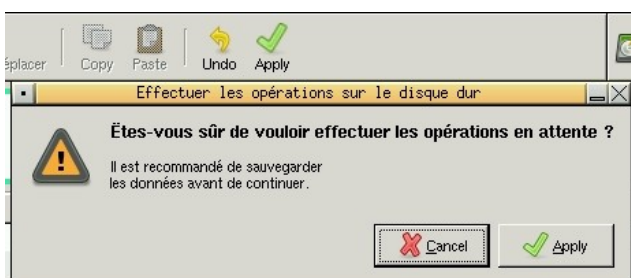 éplacer Copy Paste Undo Apply
Effectuer les opérations sur le disque dur
Êtes-vous sûr de vouloir effectuer les opérations en attente ?
Il est recommandé de sauvegarder
les données avant de continuer.
Cancel Apply